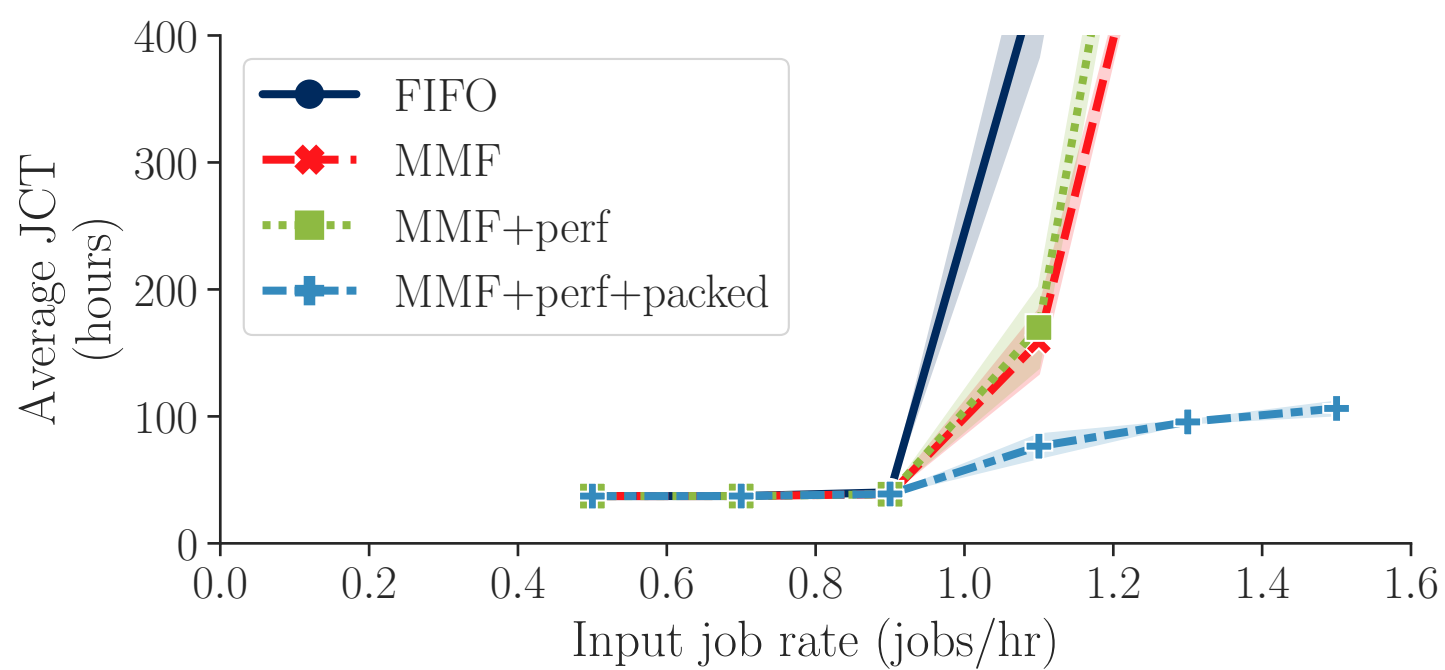 400
300
200
100
0
Average JCT
(hours)
FIFO
MMF
MMF+perf
MMF+perf+packed
0.0 0.2 0.4 0.6 0.8 1.0 1.2 1.4 1.6
Input job rate (jobs/hr)